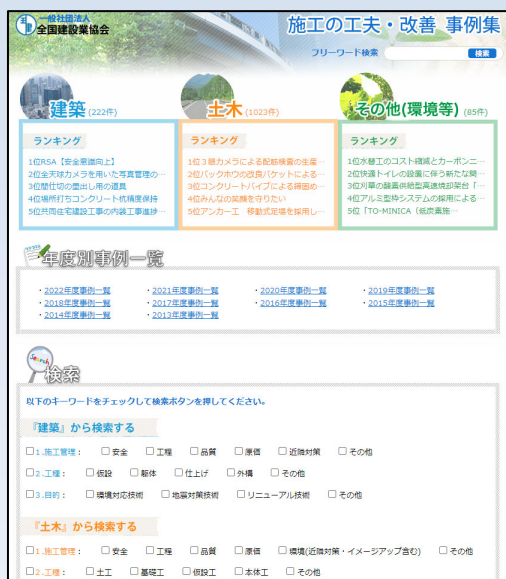 一般社団法人
全国建設業協会
施工の工夫・改善 事例集
フリーワード検索 検索
建築 (222件)
土木 (1023件)
その他(環境等) (85件)
ランキング
1位RSA【安全意識向上】
2位全天球カメラを用いた写真管理の…
3位間仕切の墨出し用の道具
4位場所打ちコンクリート杭精度保持
5位共同住宅建設工事の内装工事進捗…
ランキング
1位3眼カメラによる配筋検査の生産…
2位バックホウの改良バケットによる…
3位コンクリートバイブによる締固め…
4位みんなの笑顔を守りたい
5位アンカー工 移動式足場を採用し…
ランキング
1位水替工のコスト縮減とカーボンニ…
2位快適トイレの設置に伴う新たな問…
3位刈草の酸素供給型高速焼却架台「…
4位アルミ型枠システムの採用による…
5位「TO-MINICA（低炭素施…
年度別事例一覧
・2022年度事例一覧 ・2021年度事例一覧 ・2020年度事例一覧 ・2019年度事例一覧
・2018年度事例一覧 ・2017年度事例一覧 ・2016年度事例一覧 ・2015年度事例一覧
・2014年度事例一覧 ・2013年度事例一覧
Search
検索
以下のキーワードをチェックして検索ボタンを押してください。
『建築』から検索する
1.施工管理： 安全 工程 品質 原価 近隣対策 その他
2.工種： 仮設 躯体 仕上げ 外構 その他
3.目的： 環境対応技術 地震対策技術 リニューアル技術 その他
『土木』から検索する
1.施工管理： 安全 工程 品質 原価 環境(近隣対策・イメージアップ含む) その他
2.工種： 土工 基礎工 仮設工 本体工 その他